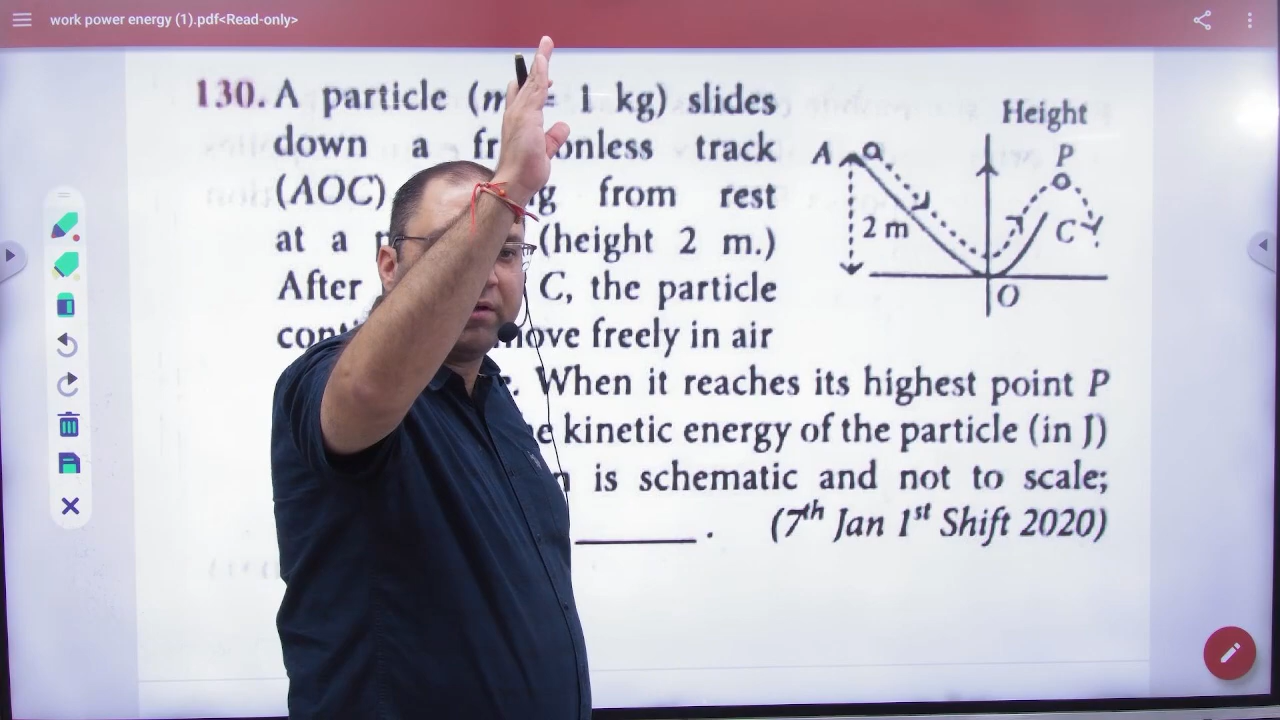 work power energy (1).pdf<Read-only>
130. A particle (m = 1 kg) slides
down a onless track
(AOC) from rest
at a (height 2 m.)
After C, the particle
move freely in air
When it reaches its highest point P
kinetic energy of the particle (in J)
is schematic and not to scale;
. (7th Jan 1st Shift 2020)
Height
A
P
2 m
C
O